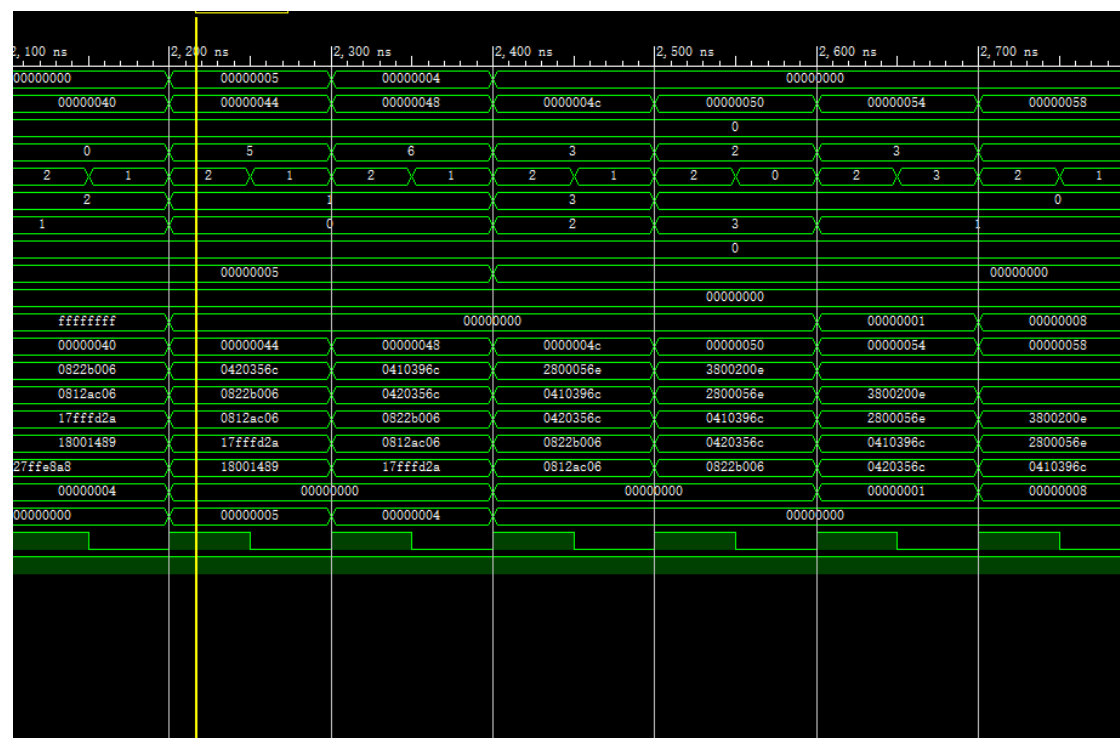 2,100 ns 2,200 ns 2,300 ns 2,400 ns 2,500 ns 2,600 ns 2,700 ns
00000000 00000005 00000004 00000000
00000040 00000044 00000048 0000004c 00000050 00000054 00000058
0
0 5 6 3 2 3
2 1 2 1 2 1 2 1 2 0 2 3 2 1
2 1 3 0
1 0 2 3 1
0
00000005 00000000
00000000
ffffffff 00000000 00000001 00000008
00000040 00000044 00000048 0000004c 00000050 00000054 00000058
0822b006 0420356c 0410396c 2800056e 3800200e
0812ac06 0822b006 0420356c 0410396c 2800056e 3800200e
17fffd2a 0812ac06 0822b006 0420356c 0410396c 2800056e 3800200e
18001489 17fffd2a 0812ac06 0822b006 0420356c 0410396c 2800056e
27ffe8a8 18001489 17fffd2a 0812ac06 0822b006 0420356c 0410396c
00000004 00000000 00000000 00000001 00000008
00000000 00000005 00000004 00000000